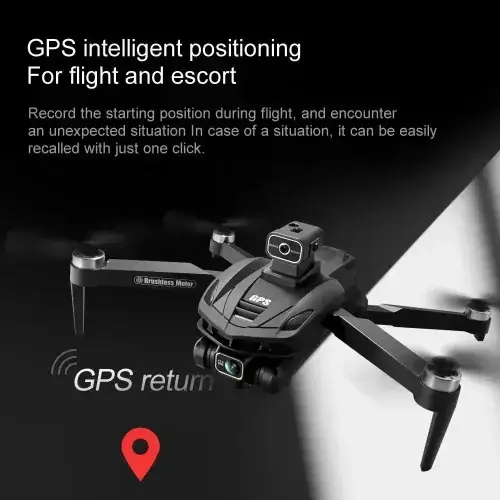 GPS intelligent positioning
For flight and escort
Record the starting position during flight, and encounter
an unexpected situation In case of a situation, it can be easily
recalled with just one click.
Brushless Motor
GPS
GPS return